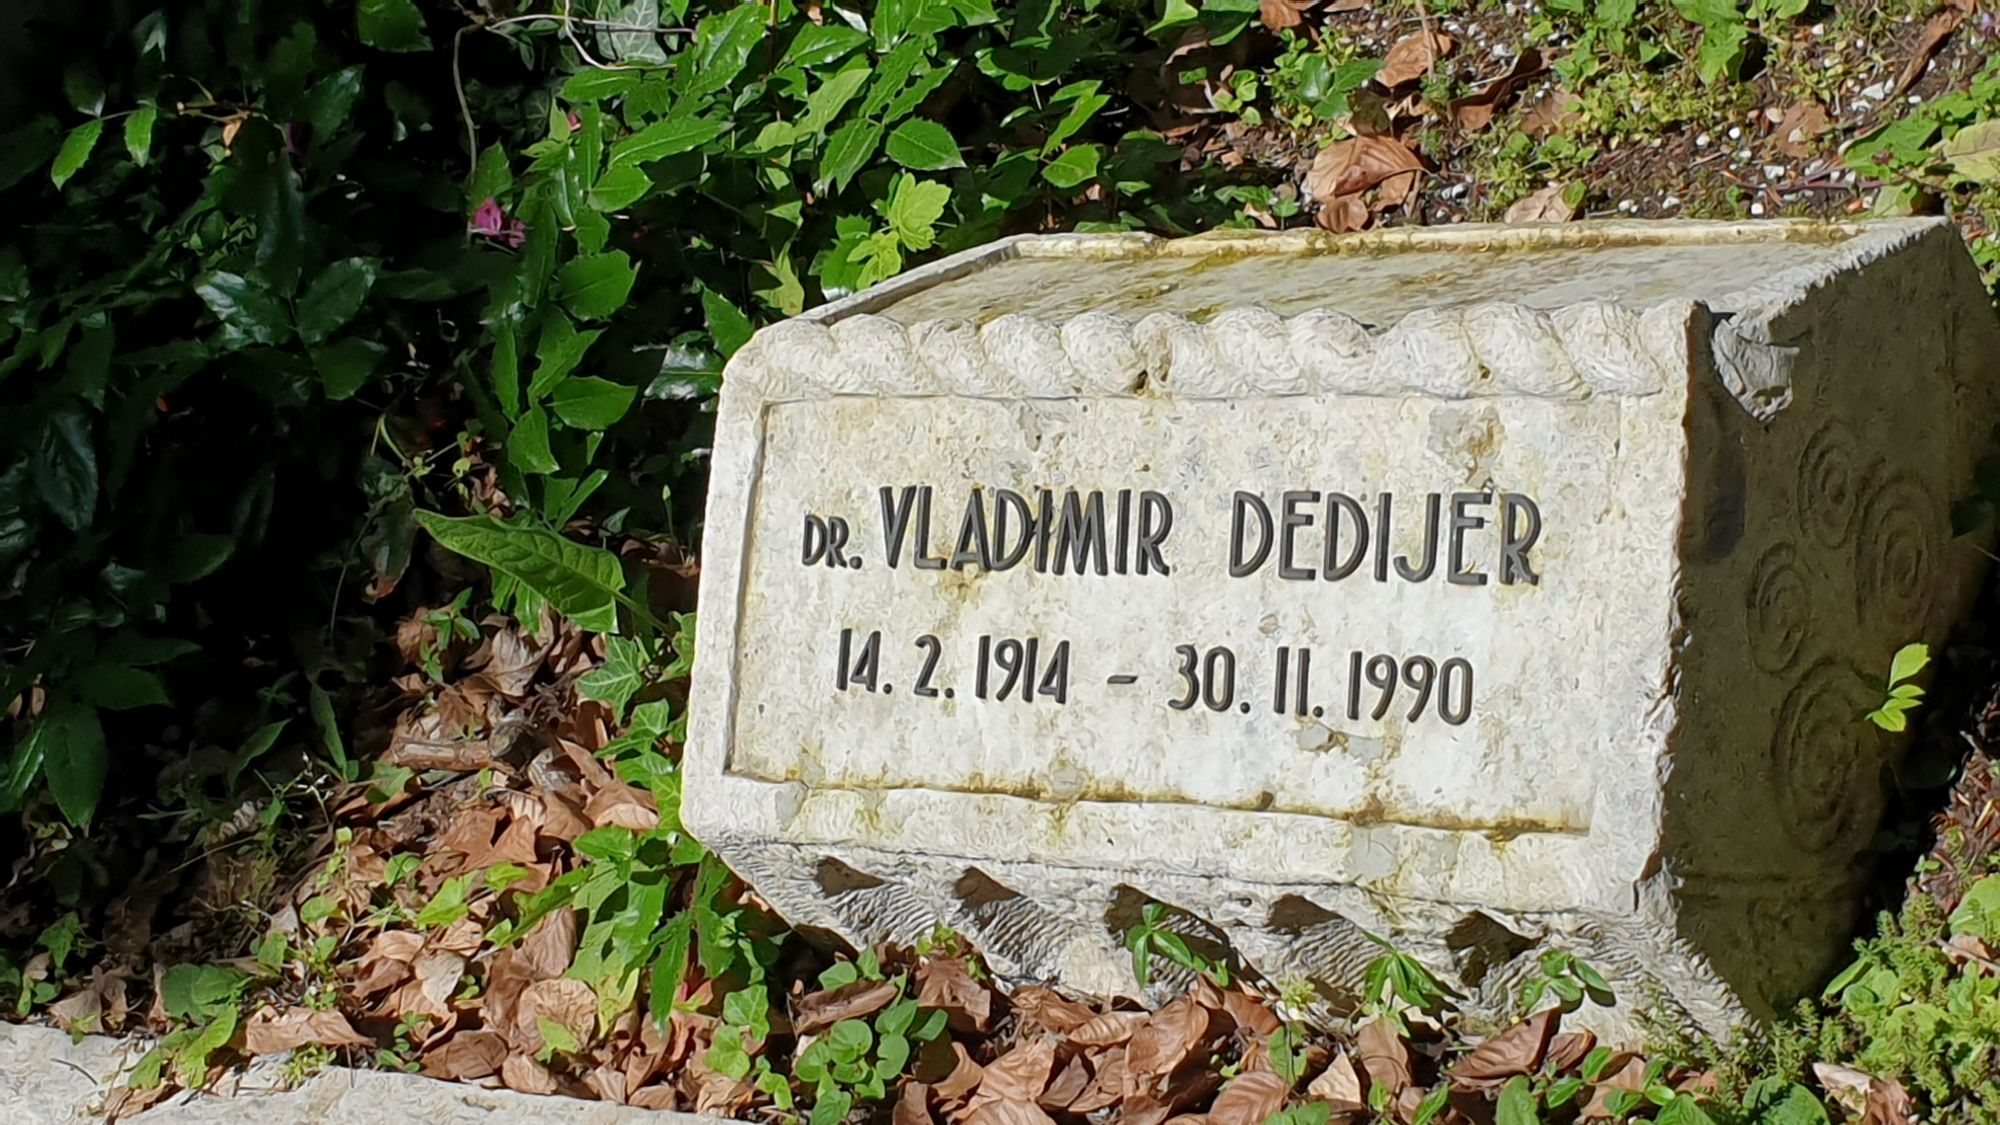 DR. VLADIMIR DEDIJER
14. 2. 1914 - 30. 11. 1990